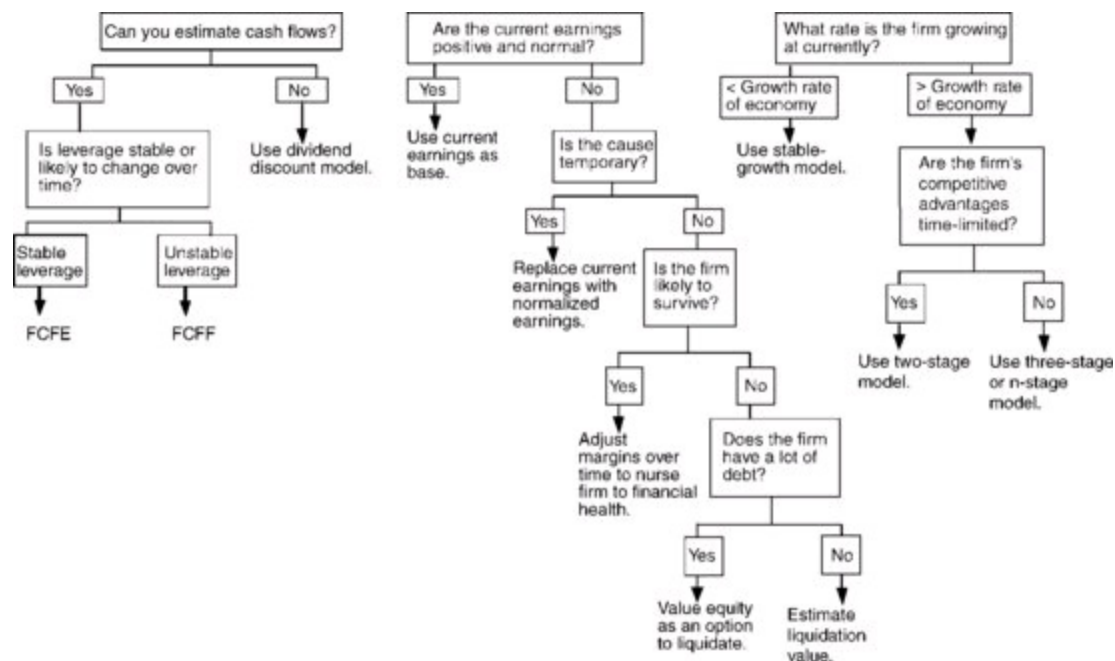 Can you estimate cash flows?
Yes
No
Is leverage stable or
likely to change over
time?
Use dividend
discount model.
Stable
leverage
Unstable
leverage
FCFE
FCFF
Are the current earnings
positive and normal?
Yes
No
Use current
earnings as
base.
Is the cause
temporary?
Yes
No
Replace current
earnings with
normalized
earnings.
Is the firm
likely to
survive?
Yes
No
Adjust
margins over
time to nurse
firm to financial
health.
Does the firm
have a lot of
debt?
Yes
No
Value equity
as an option
to liquidate.
Estimate
liquidation
value.
What rate is the firm growing
at currently?
< Growth rate
of economy
> Growth rate
of economy
Use stable-
growth model.
Are the firm's
competitive
advantages
time-limited?
Yes
No
Use two-stage
model.
Use three-stage
or n-stage
model.